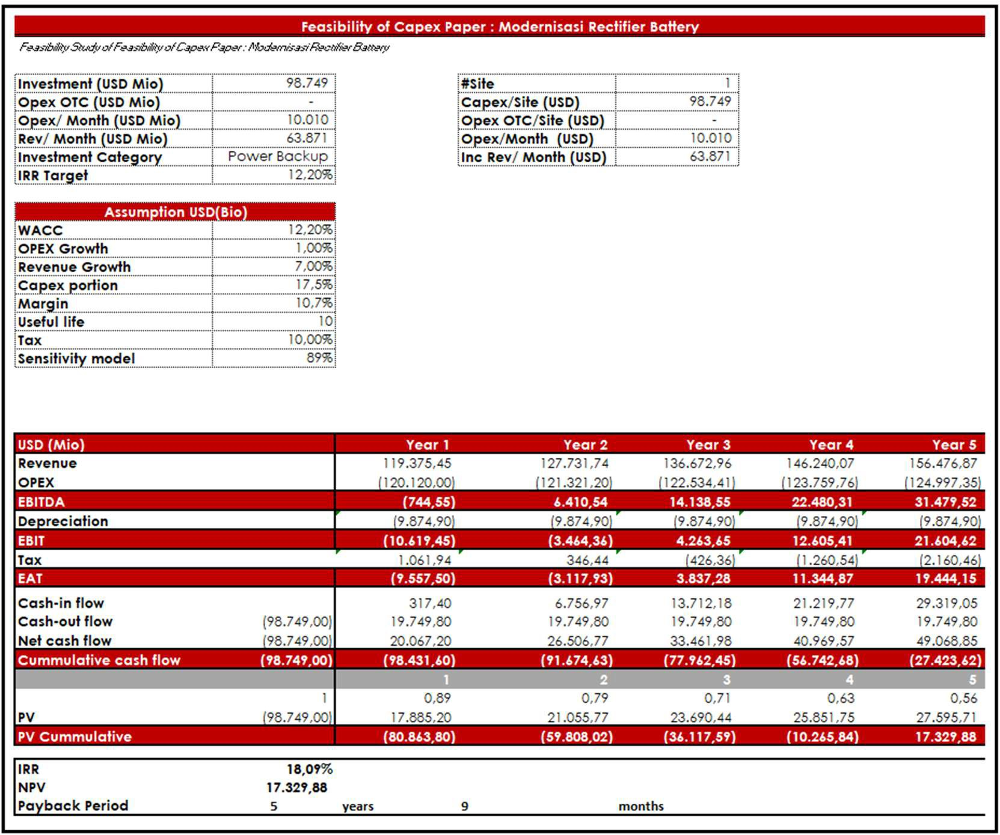 Feasibility of Capex Paper : Modernisasi Rectifier Battery
Feasibility Study of Feasibility of Capex Paper : Modernisasi Rectifier Battery
Investment (USD Mio) 98.749 #Site 1
Opex OTC (USD Mio) - Capex/Site (USD) 98.749
Opex/ Month (USD Mio) 10.010 Opex OTC/Site (USD) -
Rev/ Month (USD Mio) 63.871 Opex/Month (USD) 10.010
Investment Category Power Backup Inc Rev/ Month (USD) 63.871
IRR Target 12,20%
Assumption USD(Bio)
WACC 12,20%
OPEX Growth 1,00%
Revenue Growth 7,00%
Capex portion 17,5%
Margin 10,7%
Useful life 10
Tax 10,00%
Sensitivity model 89%
USD (Mio) Year 1 Year 2 Year 3 Year 4 Year 5
Revenue 119.375,45 127.731,74 136.672,96 146.240,07 156.476,87
OPEX (120.120,00) (121.321,20) (122.534,41) (123.759,76) (124.997,35)
EBITDA (744,55) 6.410,54 14.138,55 22.480,31 31.479,52
Depreciation (9.874,90) (9.874,90) (9.874,90) (9.874,90) (9.874,90)
EBIT (10.619,45) (3.464,36) 4.263,65 12.605,41 21.604,62
Tax 1.061,94 346,44 (426,36) (1.260,54) (2.160,46)
EAT (9.557,50) (3.117,93) 3.837,28 11.344,87 19.444,15
Cash-in flow 317,40 6.756,97 13.712,18 21.219,77 29.319,05
Cash-out flow (98.749,00) 19.749,80 19.749,80 19.749,80 19.749,80 19.749,80
Net cash flow (98.749,00) 20.067,20 26.506,77 33.461,98 40.969,57 49.068,85
Cummulative cash flow (98.749,00) (98.431,60) (91.674,63) (77.962,45) (56.742,68) (27.423,62)
1 2 3 4 5
1 0,89 0,79 0,71 0,63 0,56
PV (98.749,00) 17.885,20 21.055,77 23.690,44 25.851,75 27.595,71
PV Cummulative (80.863,80) (59.808,02) (36.117,59) (10.265,84) 17.329,88
IRR 18,09%
NPV 17.329,88
Payback Period 5 years 9 months